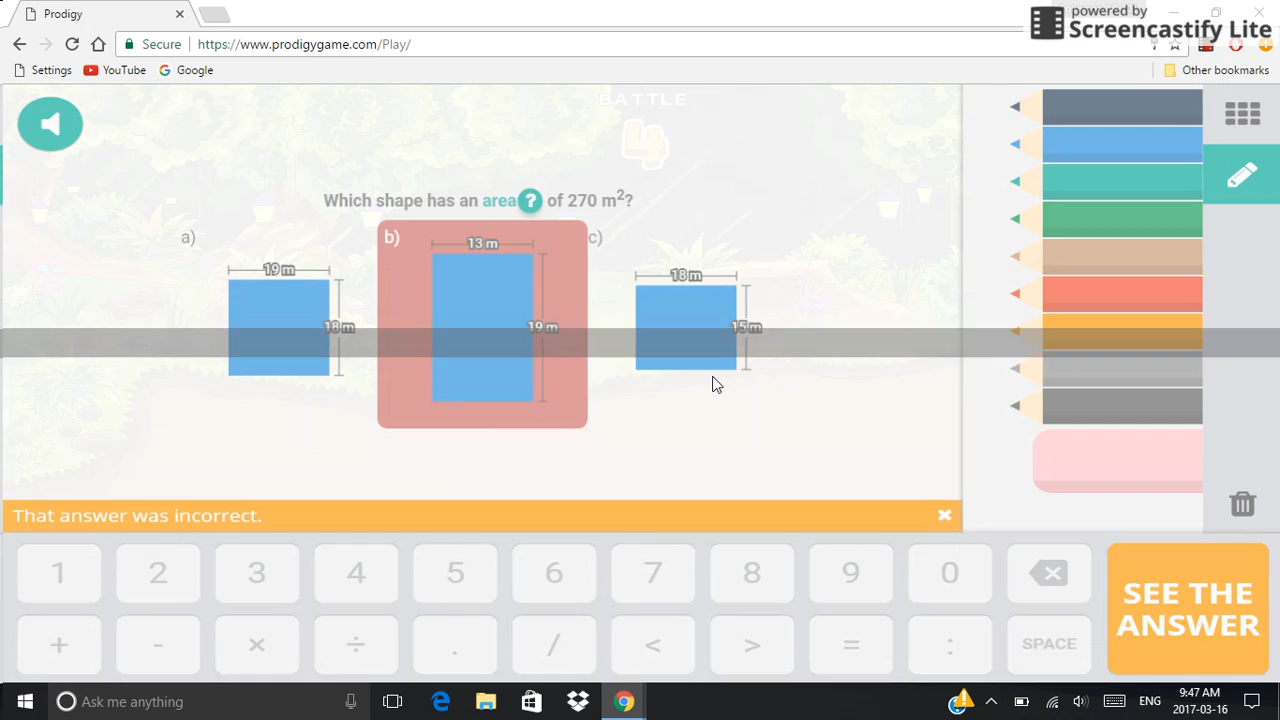 Prodigy
powered by
Screencastify Lite
Secure
https://www.prodigygame.com/Play/
Settings
YouTube
Google
Other bookmarks
BATTLE
4
Which shape has an area ? of 270 m²?
a)
b)
c)
19 m
18 m
13 m
19 m
18 m
15 m
That answer was incorrect.
1 2 3 4 5 6 7 8 9 0
+ - × ÷ . / < > = : SPACE
SEE THE
ANSWER
Ask me anything
ENG
9:47 AM
2017-03-16